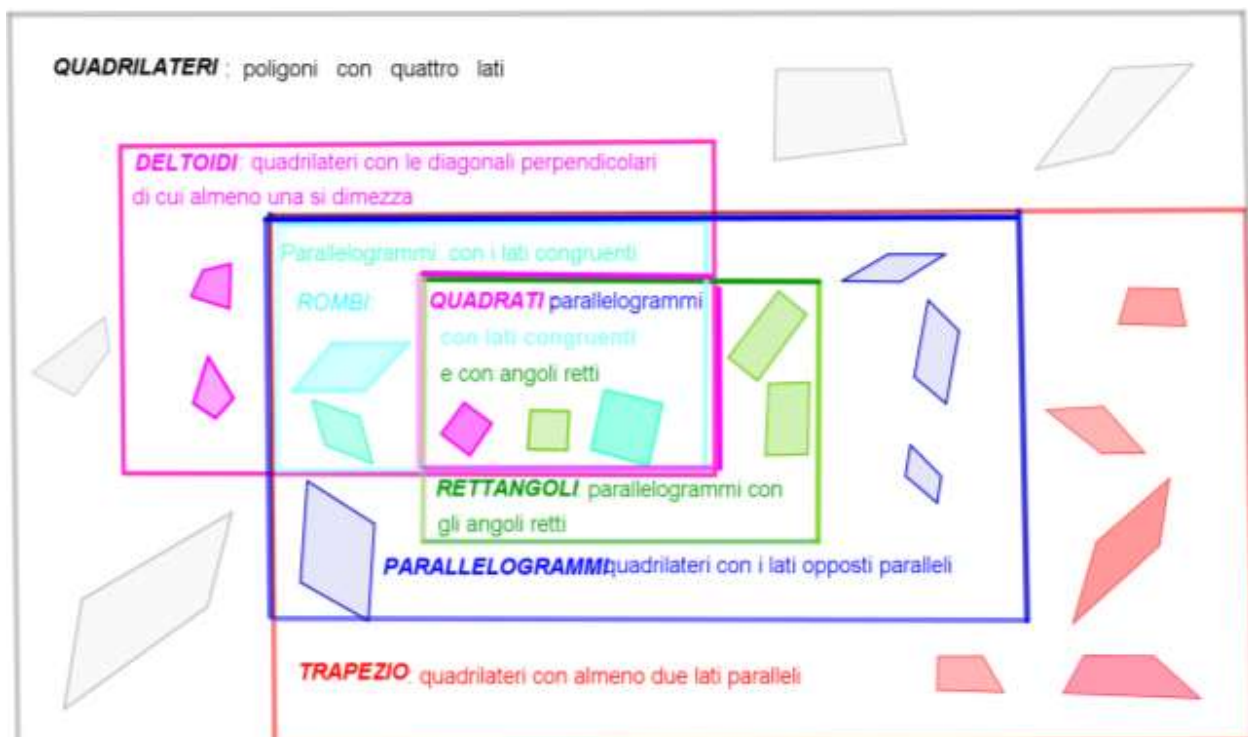 QUADRILATERI : poligoni con quattro lati
DELTOIDI: quadrilateri con le diagonali perpendicolari
di cui almeno una si dimezza
Parallelogrammi con i lati congruenti
ROMBI
QUADRATI parallelogrammi
con lati congruenti
e con angoli retti
RETTANGOLI: parallelogrammi con
gli angoli retti
PARALLELOGRAMMI: quadrilateri con i lati opposti paralleli
TRAPEZIO: quadrilateri con almeno due lati paralleli